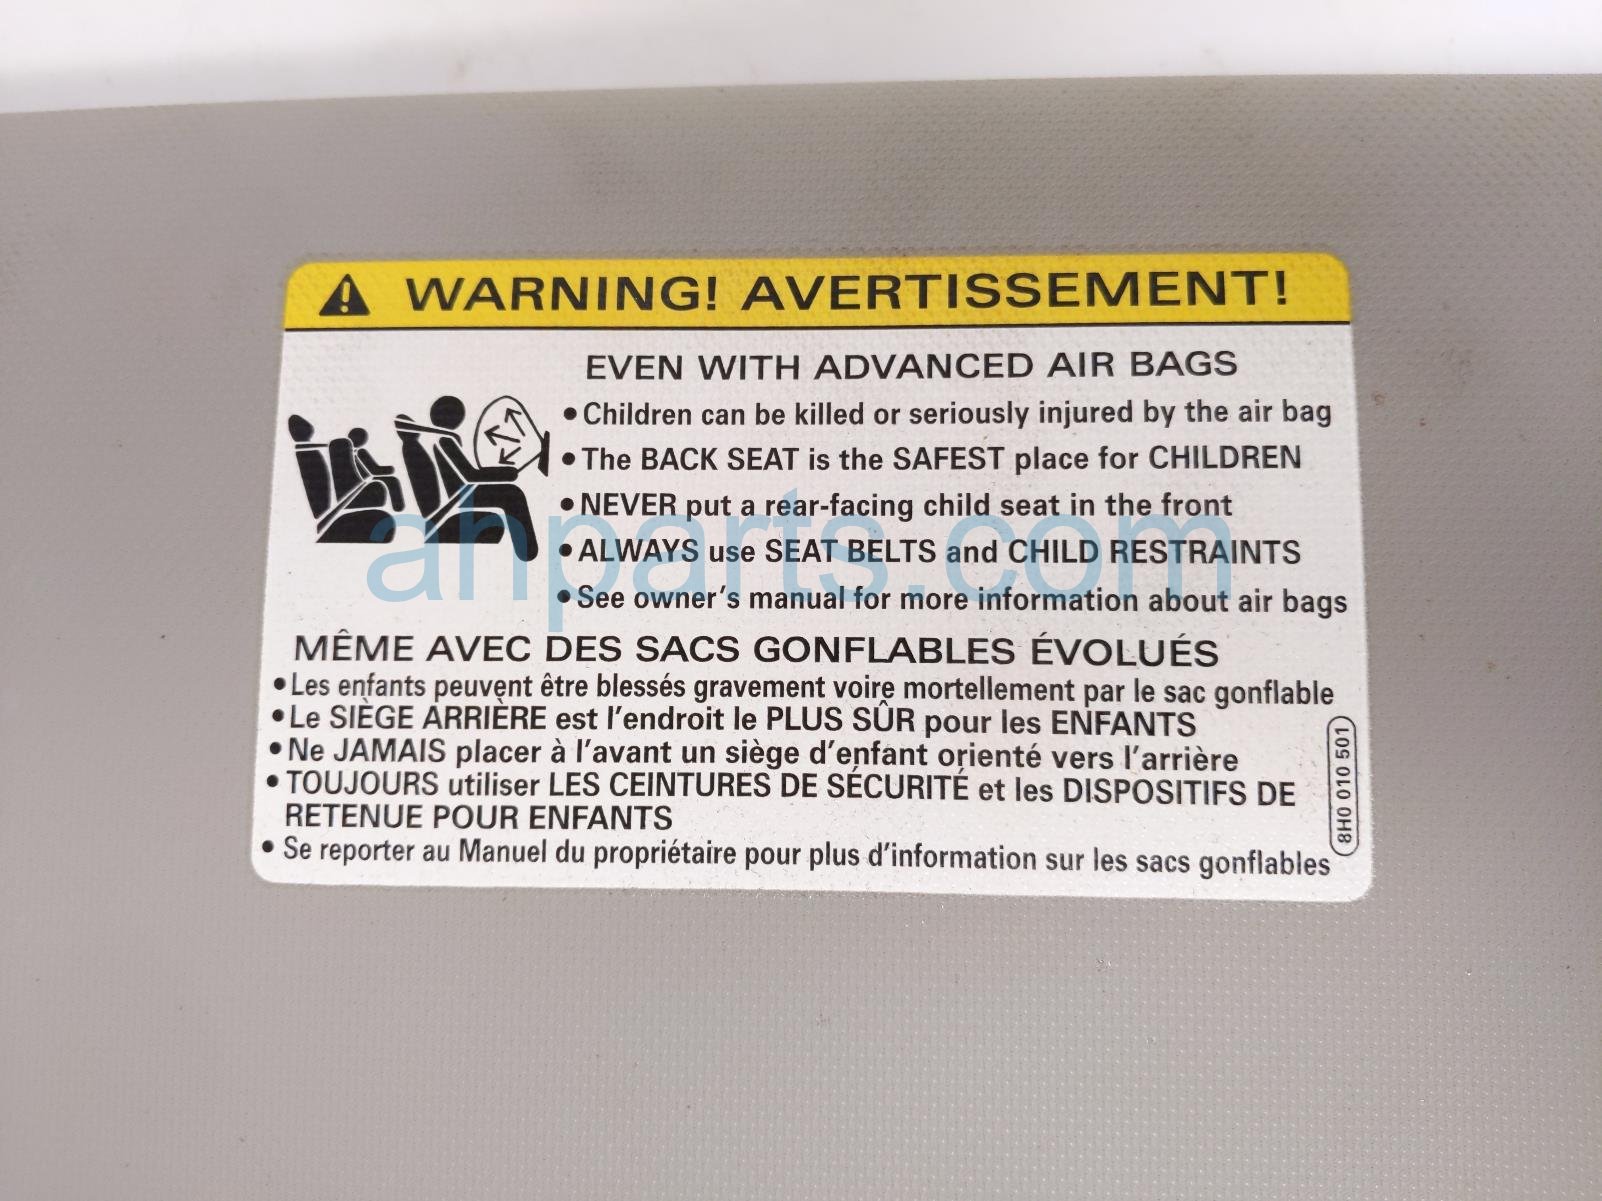 WARNING! AVERTISSEMENT!
EVEN WITH ADVANCED AIR BAGS
•Children can be killed or seriously injured by the air bag
•The BACK SEAT is the SAFEST place for CHILDREN
•NEVER put a rear-facing child seat in the front
•ALWAYS use SEAT BELTS and CHILD RESTRAINTS
•See owner's manual for more information about air bags
MÊME AVEC DES SACS GONFLABLES ÉVOLUÉS
•Les enfants peuvent être blessés gravement voire mortellement par le sac gonflable
•Le SIÈGE ARRIÈRE est l'endroit le PLUS SÛR pour les ENFANTS
•Ne JAMAIS placer à l'avant un siège d'enfant orienté vers l'arrière
•TOUJOURS utiliser LES CEINTURES DE SÉCURITÉ et les DISPOSITIFS DE
RETENUE POUR ENFANTS
•Se reporter au Manuel du propriétaire pour plus d'information sur les sacs gonflables
8H0 010 501
ahparts.com